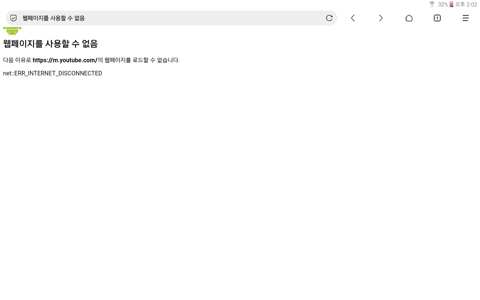 32% 오후 2:02
웹페이지를 사용할 수 없음
1
웹페이지를 사용할 수 없음
다음 이유로 https://m.youtube.com/의 웹페이지를 로드할 수 없습니다.
net::ERR_INTERNET_DISCONNECTED